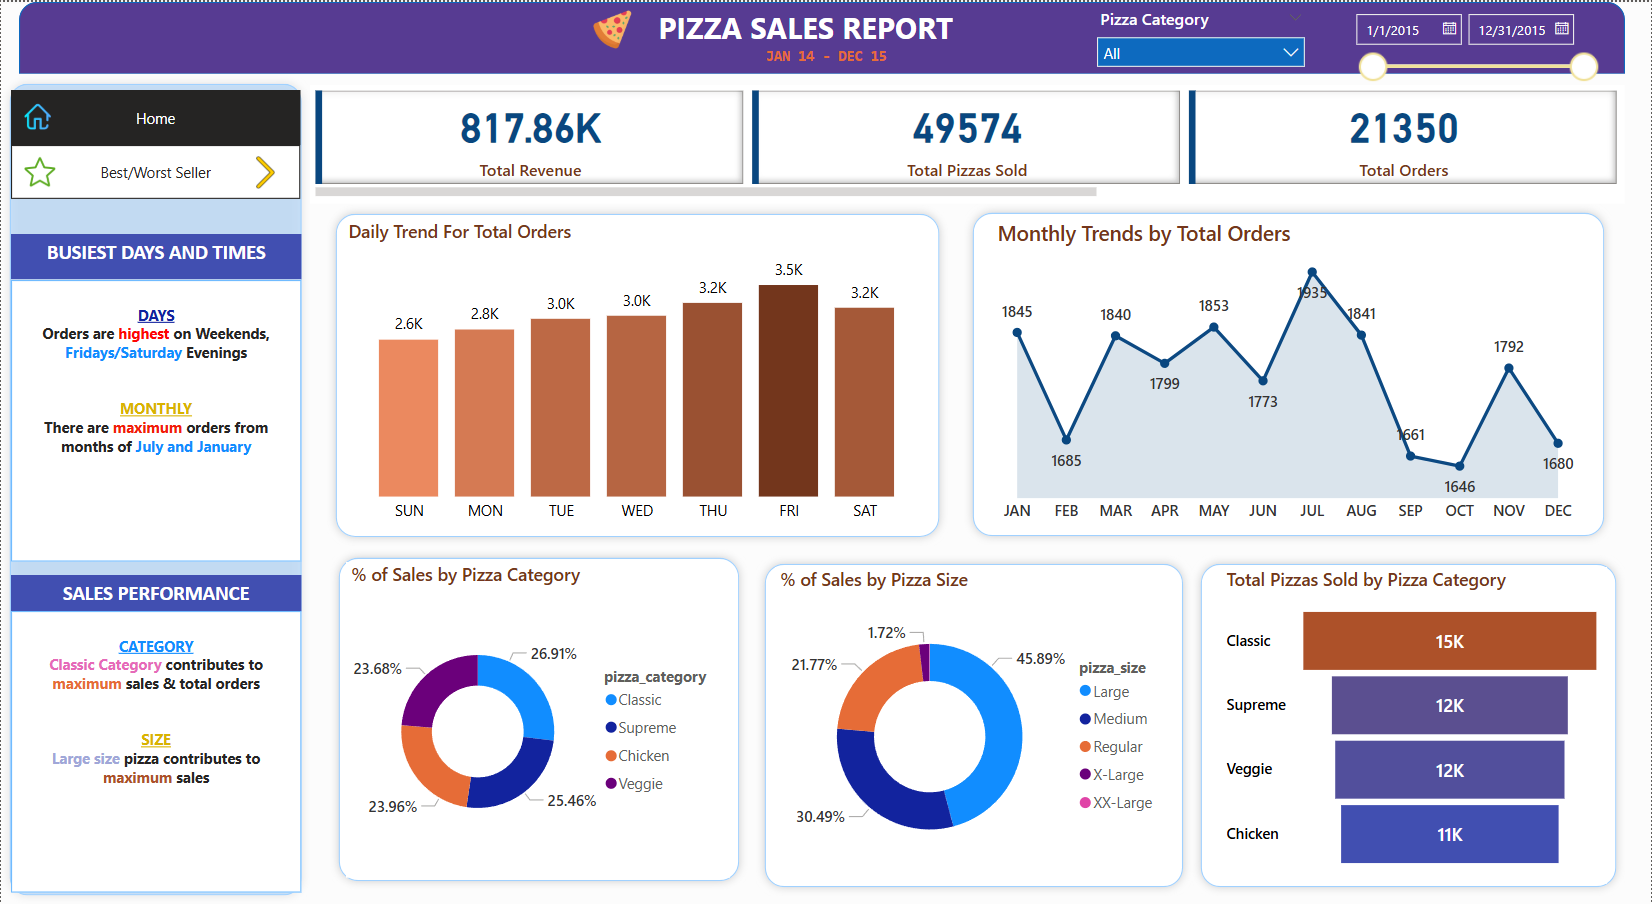 PIZZA SALES REPORT
JAN 14 - DEC 15
Pizza Category
All
1/1/2015
12/31/2015
Home
Best/Worst Seller
817.86K
Total Revenue
49574
Total Pizzas Sold
21350
Total Orders
BUSIEST DAYS AND TIMES
DAYS
Orders are highest on Weekends,
Fridays/Saturday Evenings
MONTHLY
There are maximum orders from
months of July and January
SALES PERFORMANCE
CATEGORY
Classic Category contributes to
maximum sales & total orders
SIZE
Large size pizza contributes to
maximum sales
Daily Trend For Total Orders
2.6K
2.8K
3.0K
3.0K
3.2K
3.5K
3.2K
SUN MON TUE WED THU FRI SAT
Monthly Trends by Total Orders
1845
1685
1840
1799
1853
1773
1935
1841
1661
1646
1792
1680
JAN FEB MAR APR MAY JUN JUL AUG SEP OCT NOV DEC
% of Sales by Pizza Category
26.91%
25.46%
23.96%
23.68%
pizza_category
Classic
Supreme
Chicken
Veggie
% of Sales by Pizza Size
1.72%
45.89%
30.49%
21.77%
pizza_size
Large
Medium
Regular
X-Large
XX-Large
Total Pizzas Sold by Pizza Category
Classic 15K
Supreme 12K
Veggie 12K
Chicken 11K